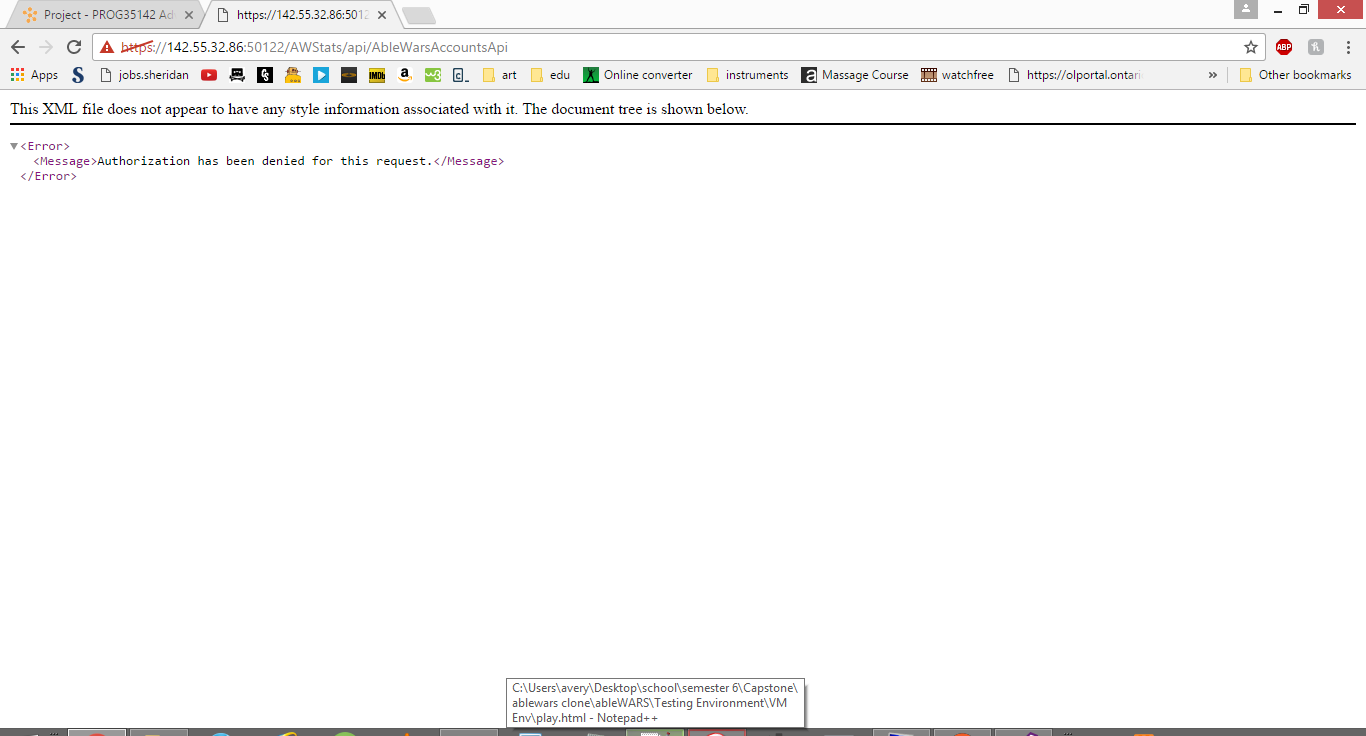 Project - PROG35142 Ad
https://142.55.32.86:5012
https://142.55.32.86:50122/AWStats/api/AbleWarsAccountsApi
ABP
Apps
jobs.sheridan
IMDb
art
edu
Online converter
instruments
Massage Course
watchfree
https://olportal.ontari
»
Other bookmarks
This XML file does not appear to have any style information associated with it. The document tree is shown below.
▼<Error>
<Message>Authorization has been denied for this request.</Message>
</Error>
C:\Users\avery\Desktop\school\semester 6\Capstone\
ablewars clone\ableWARS\Testing Environment\VM
Env\play.html - Notepad++